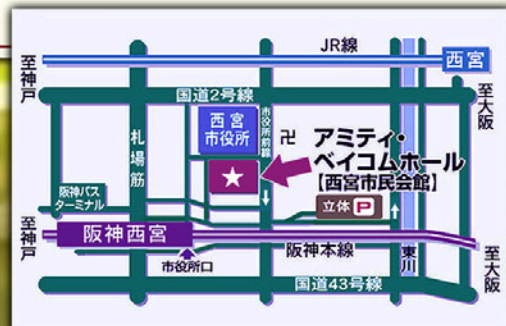 JR線
西宮
至神戸
至大阪
国道2号線
西宮
市役所
市役所前線
卍
札場筋
アミティ・
ベイコムホール
【西宮市民会館】
阪神バス
ターミナル
立体 P
至神戸
阪神西宮
阪神本線
市役所口
東川
至大阪
国道43号線